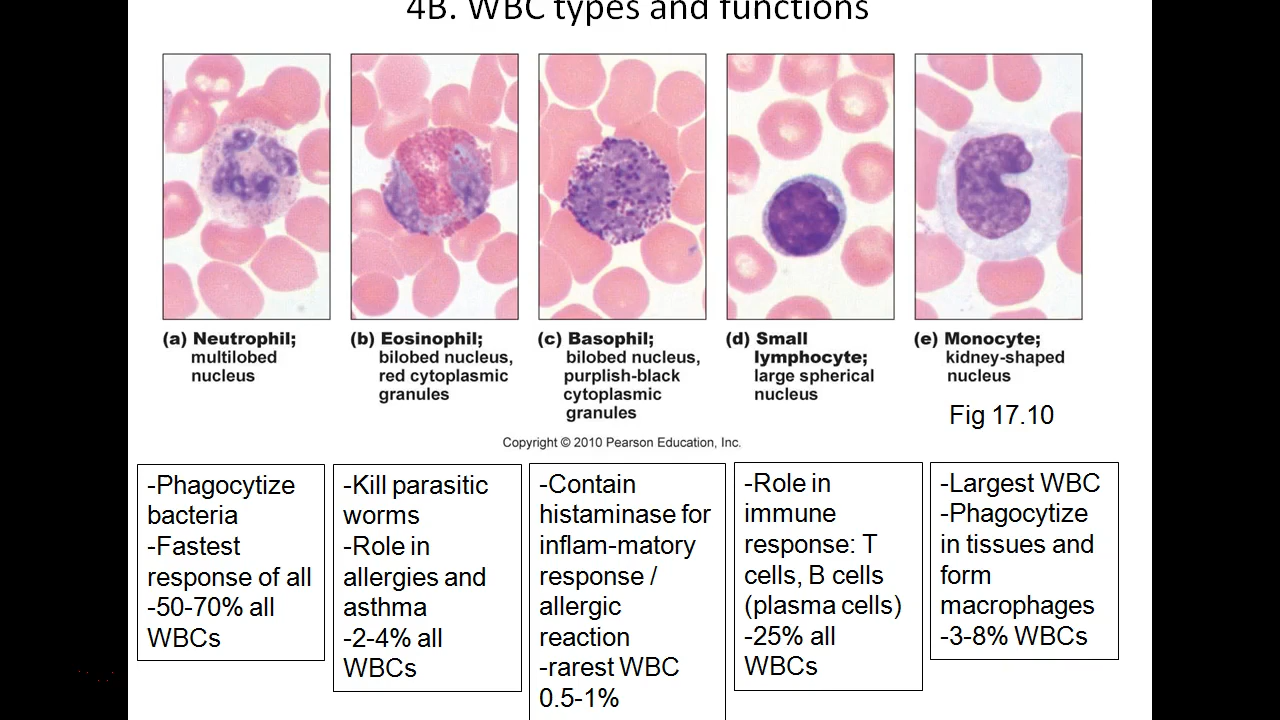 4B. WBC types and functions
(a) Neutrophil;
multilobed
nucleus
(b) Eosinophil;
bilobed nucleus,
red cytoplasmic
granules
(c) Basophil;
bilobed nucleus,
purplish-black
cytoplasmic
granules
(d) Small
lymphocyte;
large spherical
nucleus
(e) Monocyte;
kidney-shaped
nucleus
Fig 17.10
Copyright © 2010 Pearson Education, Inc.
-Phagocytize
bacteria
-Fastest
response of all
-50-70% all
WBCs
-Kill parasitic
worms
-Role in
allergies and
asthma
-2-4% all
WBCs
-Contain
histaminase for
inflam-matory
response /
allergic
reaction
-rarest WBC
0.5-1%
-Role in
immune
response: T
cells, B cells
(plasma cells)
-25% all
WBCs
-Largest WBC
-Phagocytize
in tissues and
form
macrophages
-3-8% WBCs